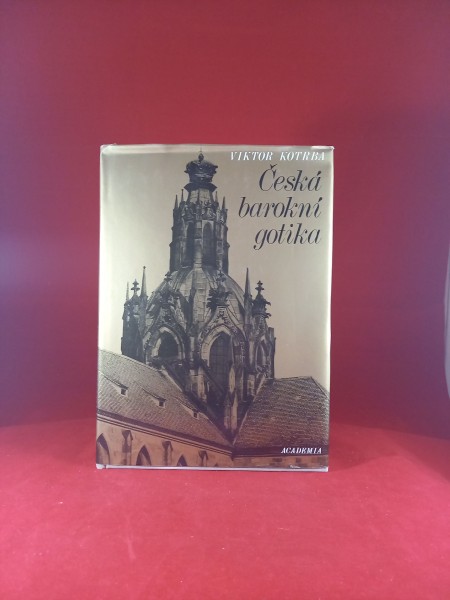 VIKTOR KOTRBA
Česká
barokní
gotika
ACADEMIA